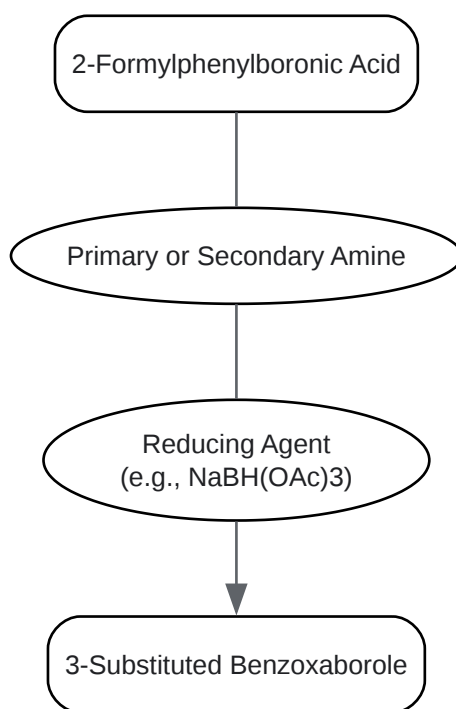 2-Formylphenylboronic Acid
Primary or Secondary Amine
Reducing Agent
(e.g., NaBH(OAc)3)
3-Substituted Benzoxaborole